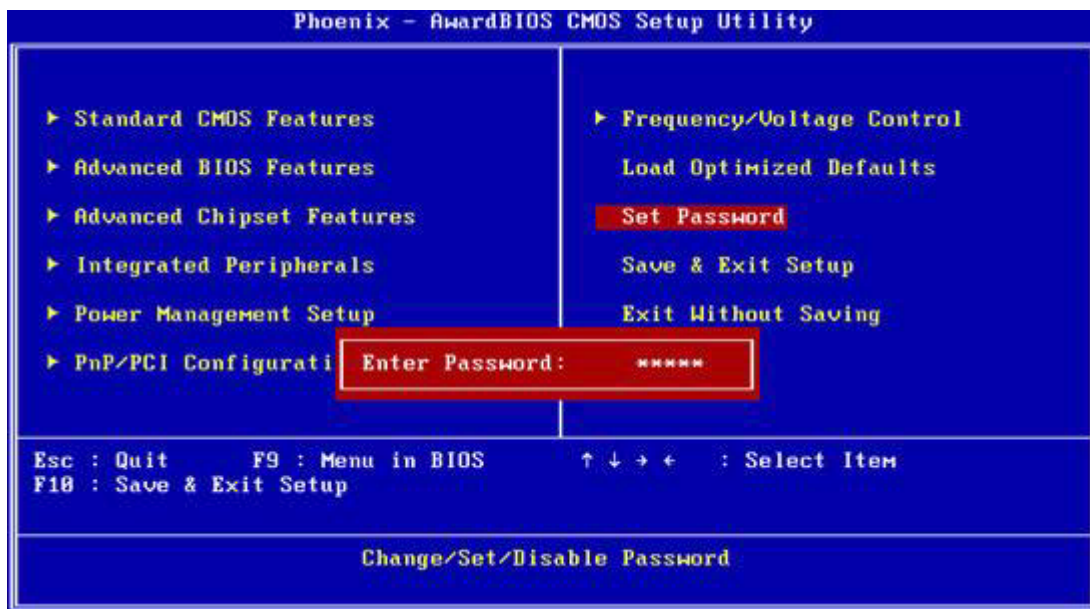 Phoenix - AwardBIOS CMOS Setup Utility
▶ Standard CMOS Features
▶ Advanced BIOS Features
▶ Advanced Chipset Features
▶ Integrated Peripherals
▶ Power Management Setup
▶ PnP/PCI Configurati
▶ Frequency/Voltage Control
Load Optimized Defaults
Set Password
Save & Exit Setup
Exit Without Saving
Enter Password: *****
Esc : Quit F9 : Menu in BIOS ↑ ↓ → ← : Select Item
F10 : Save & Exit Setup
Change/Set/Disable Password